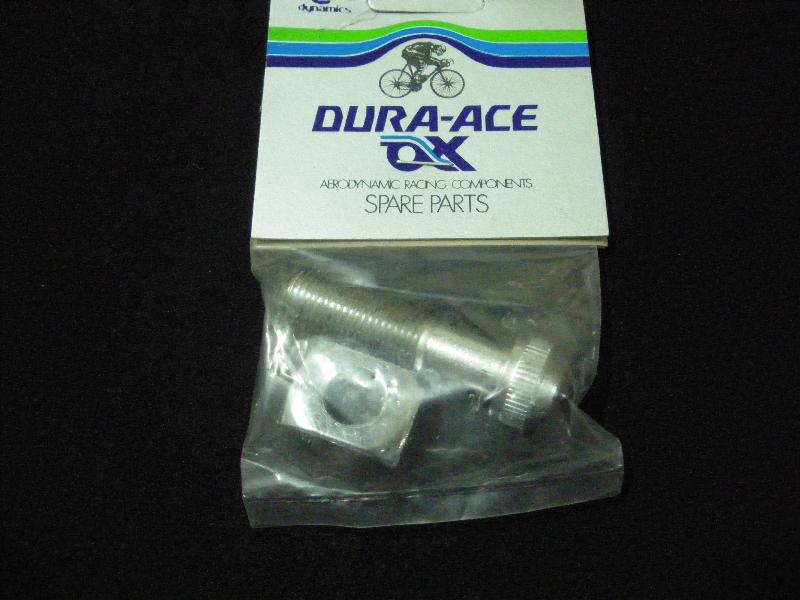 dynamics
DURA-ACE
AX
AERODYNAMIC RACING COMPONENTS
SPARE PARTS